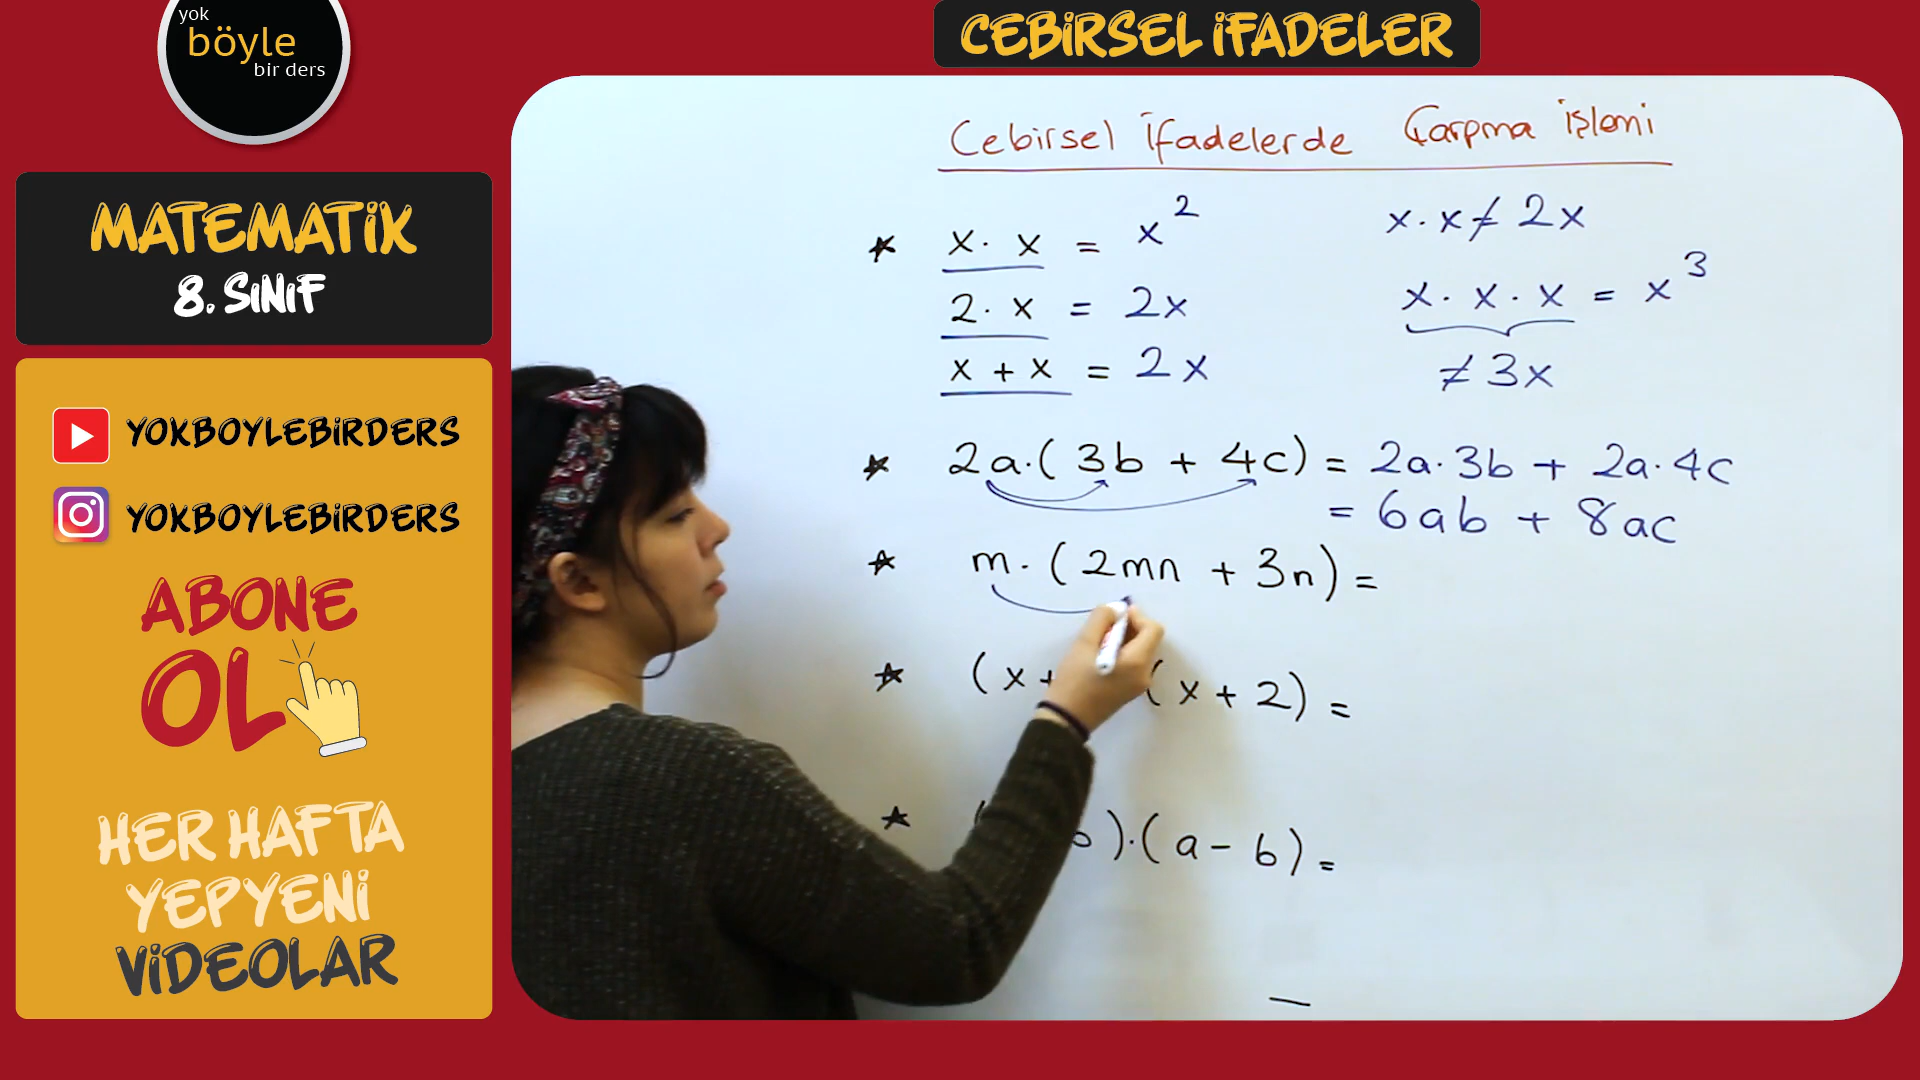 yok
böyle
bir ders
CEBİRSEL İFADELER
MATEMATİK
8. SINIF
YOKBOYLEBİRDERS
YOKBOYLEBİRDERS
ABONE
OL
HER HAFTA
YEPYENİ
VİDEOLAR
Cebirsel İfadelerde Çarpma İşlemi
x · x = x²
x · x ≠ 2x
2 · x = 2x
x · x · x = x³
x + x = 2x
≠ 3x
2a·(3b + 4c) = 2a·3b + 2a·4c
= 6ab + 8ac
m · (2mn + 3n) =
(x+ (x + 2) =
)·(a - b) =